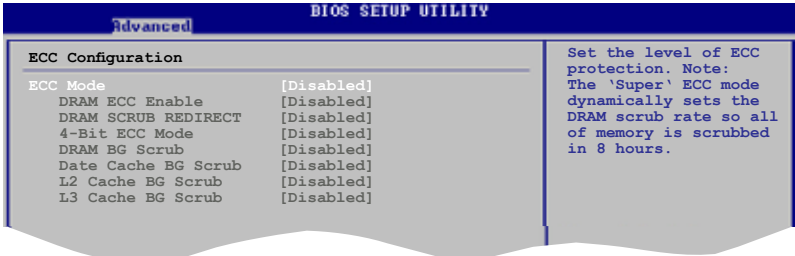 BIOS SETUP UTILITY
Advanced
ECC Configuration
ECC Mode [Disabled]
DRAM ECC Enable [Disabled]
DRAM SCRUB REDIRECT [Disabled]
4-Bit ECC Mode [Disabled]
DRAM BG Scrub [Disabled]
Date Cache BG Scrub [Disabled]
L2 Cache BG Scrub [Disabled]
L3 Cache BG Scrub [Disabled]
Set the level of ECC
protection. Note:
The ‘Super‘ ECC mode
dynamically sets the
DRAM scrub rate so all
of memory is scrubbed
in 8 hours.